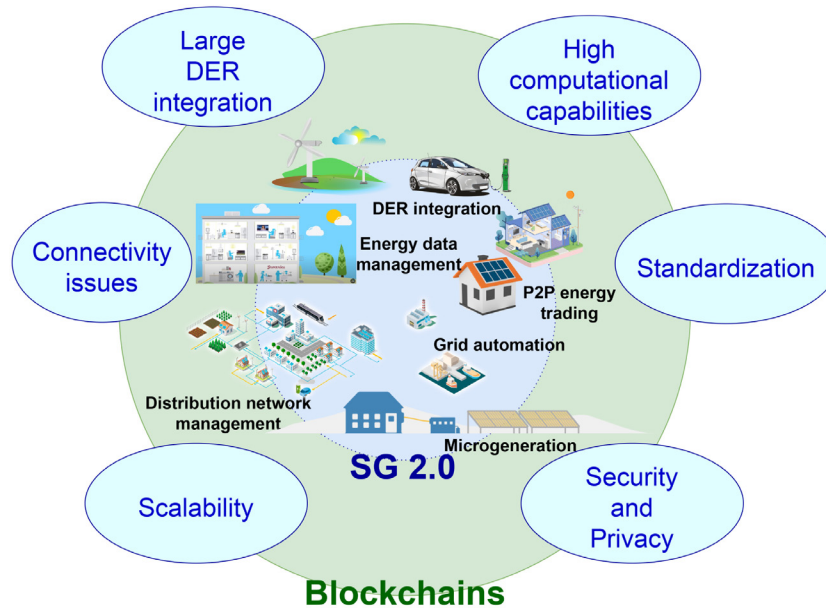 Large
DER
integration
High
computational
capabilities
DER integration
Connectivity
issues
Energy data
management
Standardization
P2P energy
trading
Grid automation
Distribution network
management
Microgeneration
SG 2.0
Scalability
Security
and
Privacy
Blockchains